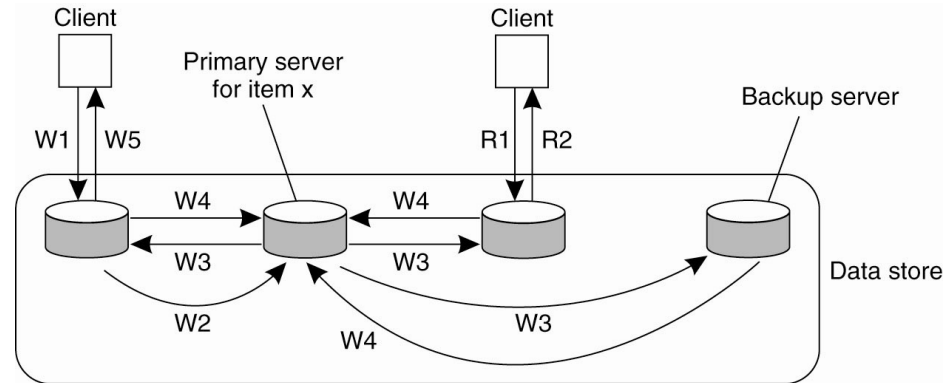 Client
Client
Primary server
for item x
Backup server
W1
W5
R1
R2
W4
W4
W3
W3
Data store
W2
W3
W4